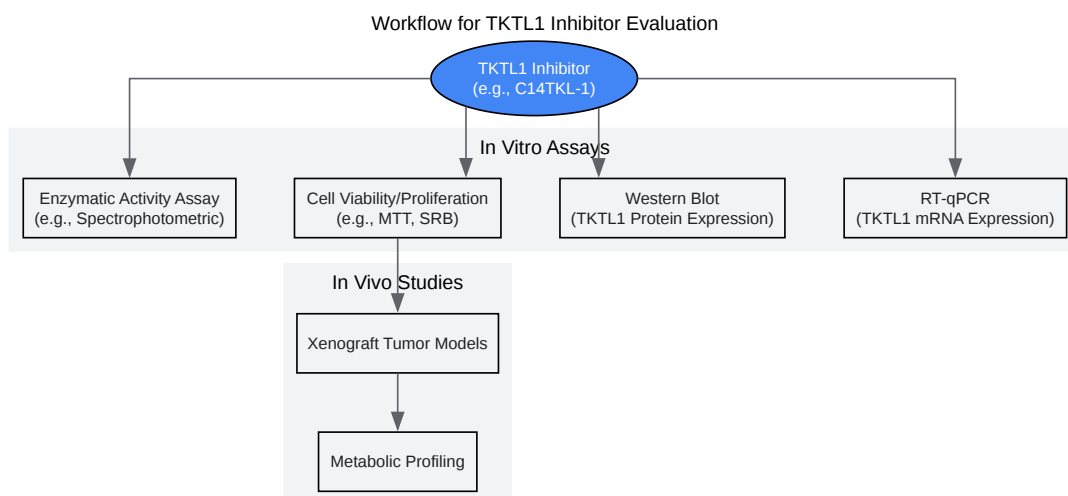 Workflow for TKTL1 Inhibitor Evaluation
TKTL1 Inhibitor
(e.g., C14TKL-1)
In Vitro Assays
Enzymatic Activity Assay
(e.g., Spectrophotometric)
Cell Viability/Proliferation
(e.g., MTT, SRB)
Western Blot
(TKTL1 Protein Expression)
RT-qPCR
(TKTL1 mRNA Expression)
In Vivo Studies
Xenograft Tumor Models
Metabolic Profiling